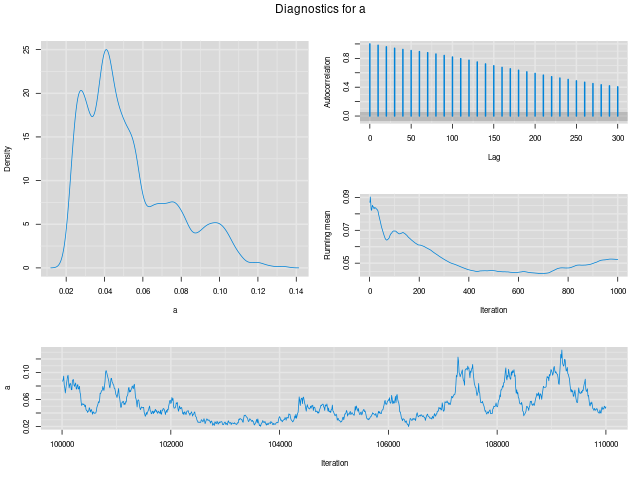 Diagnostics for a
Density
25
20
15
10
5
0
0.02 0.04 0.06 0.08 0.10 0.12 0.14
a
Autocorrelation
0.8
0.4
0.0
0 50 100 150 200 250 300
Lag
Running mean
0.09
0.07
0.05
0 200 400 600 800 1000
Iteration
a
0.10
0.06
0.02
100000 102000 104000 106000 108000 110000
Iteration